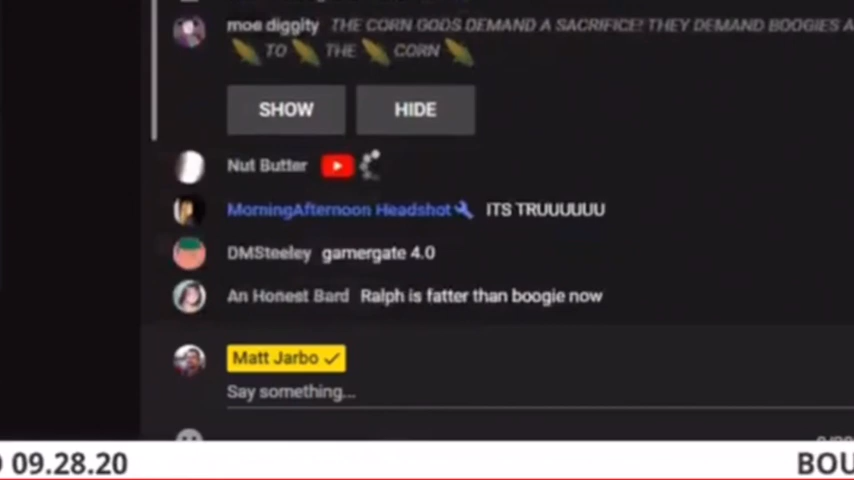 moe diggity THE CORN GODS DEMAND A SACRIFICE! THEY DEMAND BOOGIES A
TO THE CORN
SHOW HIDE
Nut Butter
MorningAfternoon Headshot ITS TRUUUUUU
DMSteeley gamergate 4.0
An Honest Bard Ralph is fatter than boogie now
Matt Jarbo
Say something...
09.28.20 BOU